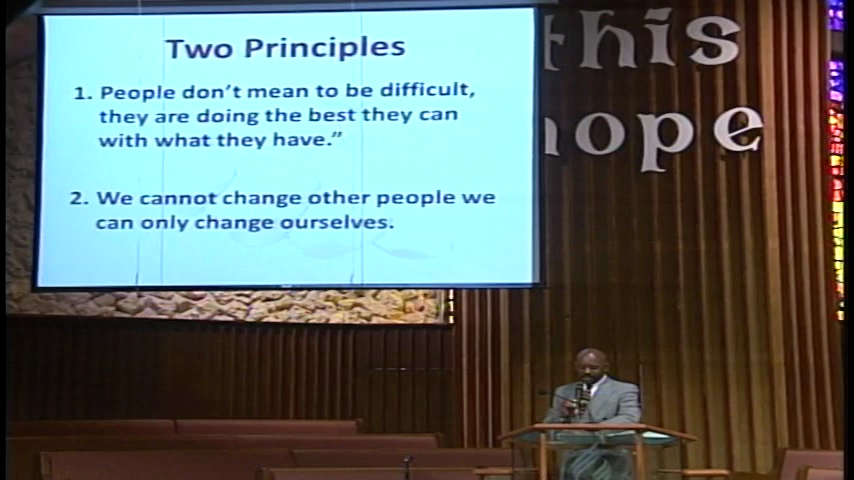 Two Principles
1. People don't mean to be difficult,
they are doing the best they can
with what they have.”
2. We cannot change other people we
can only change ourselves.
this
hope